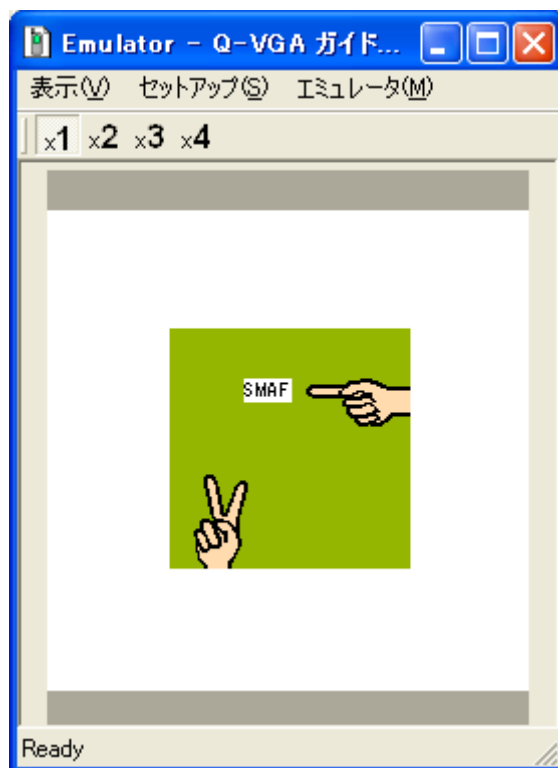 Emulator - Q-VGA ガイド...
表示(V) セットアップ(S) エミュレータ(M)
x1 x2 x3 x4
SMAF
Ready